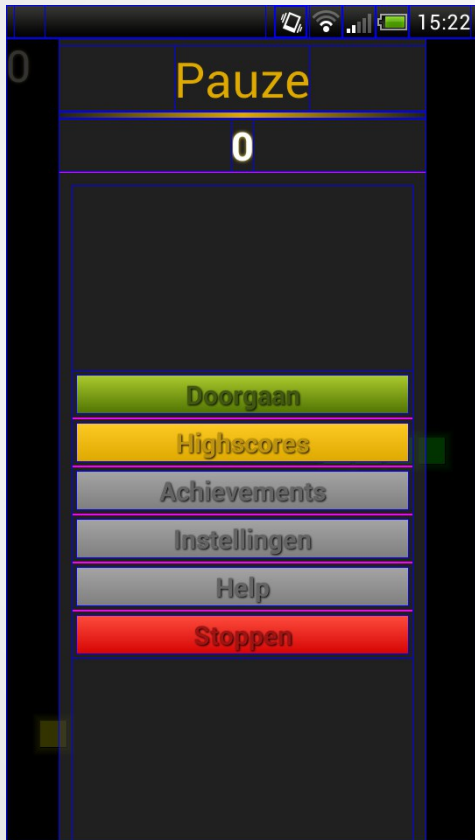 15:22
0
Pauze
0
Doorgaan
Highscores
Achievements
Instellingen
Help
Stoppen